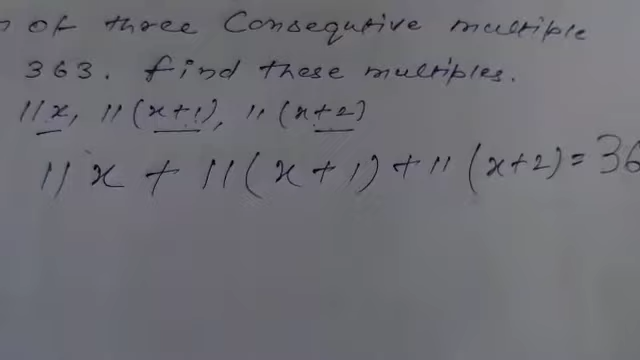 of three Consequtive multiple
363. find these multiples.
11x, 11(x+1), 11(x+2)
11x + 11(x+1) + 11(x+2) = 36